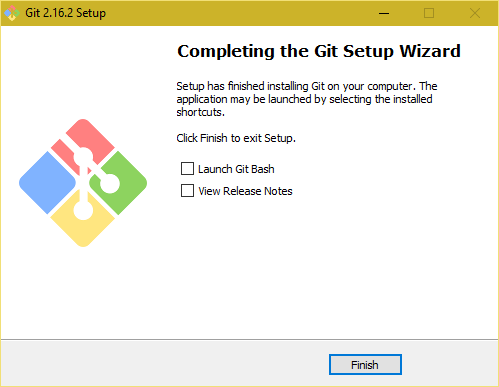 Git 2.16.2 Setup
Completing the Git Setup Wizard
Setup has finished installing Git on your computer. The
application may be launched by selecting the installed
shortcuts.
Click Finish to exit Setup.
Launch Git Bash
View Release Notes
Finish